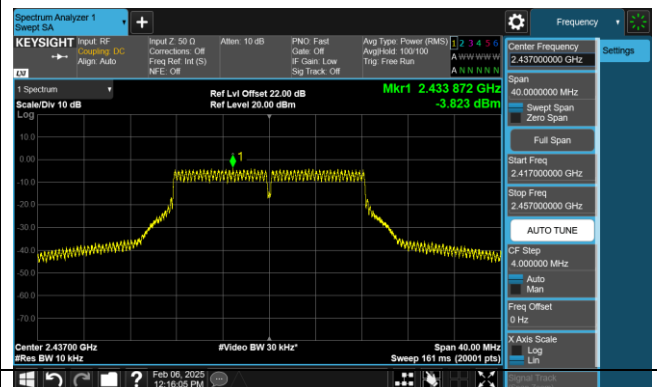 Spectrum Analyzer 1
Swept SA
+
Frequency
KEYSIGHT
Input: RF
Coupling: DC
Align: Auto
LXI
Input Z: 50 Ω
Corrections: Off
Freq Ref: Int (S)
NFE: Off
Atten: 10 dB
PNO: Fast
Gate: Off
IF Gain: Low
Sig Track: Off
Avg Type: Power (RMS)
Avg|Hold: 100/100
Trig: Free Run
1 2 3 4 5 6
A W W W W W
A N N N N N
1 Spectrum
Scale/Div 10 dB
Log
Ref Lvl Offset 22.00 dB
Ref Level 20.00 dBm
Mkr1 2.433 872 GHz
-3.823 dBm
1
10.0
0.00
-10.0
-20.0
-30.0
-40.0
-50.0
-60.0
-70.0
Center 2.43700 GHz
#Res BW 10 kHz
#Video BW 30 kHz*
Span 40.00 MHz
Sweep 161 ms (20001 pts)
Center Frequency
2.437000000 GHz
Settings
Span
40.0000000 MHz
Swept Span
Zero Span
Full Span
Start Freq
2.417000000 GHz
Stop Freq
2.457000000 GHz
AUTO TUNE
CF Step
4.000000 MHz
Auto
Man
Freq Offset
0 Hz
X Axis Scale
Log
Lin
Signal Track
?
Feb 06, 2025
12:16:05 PM